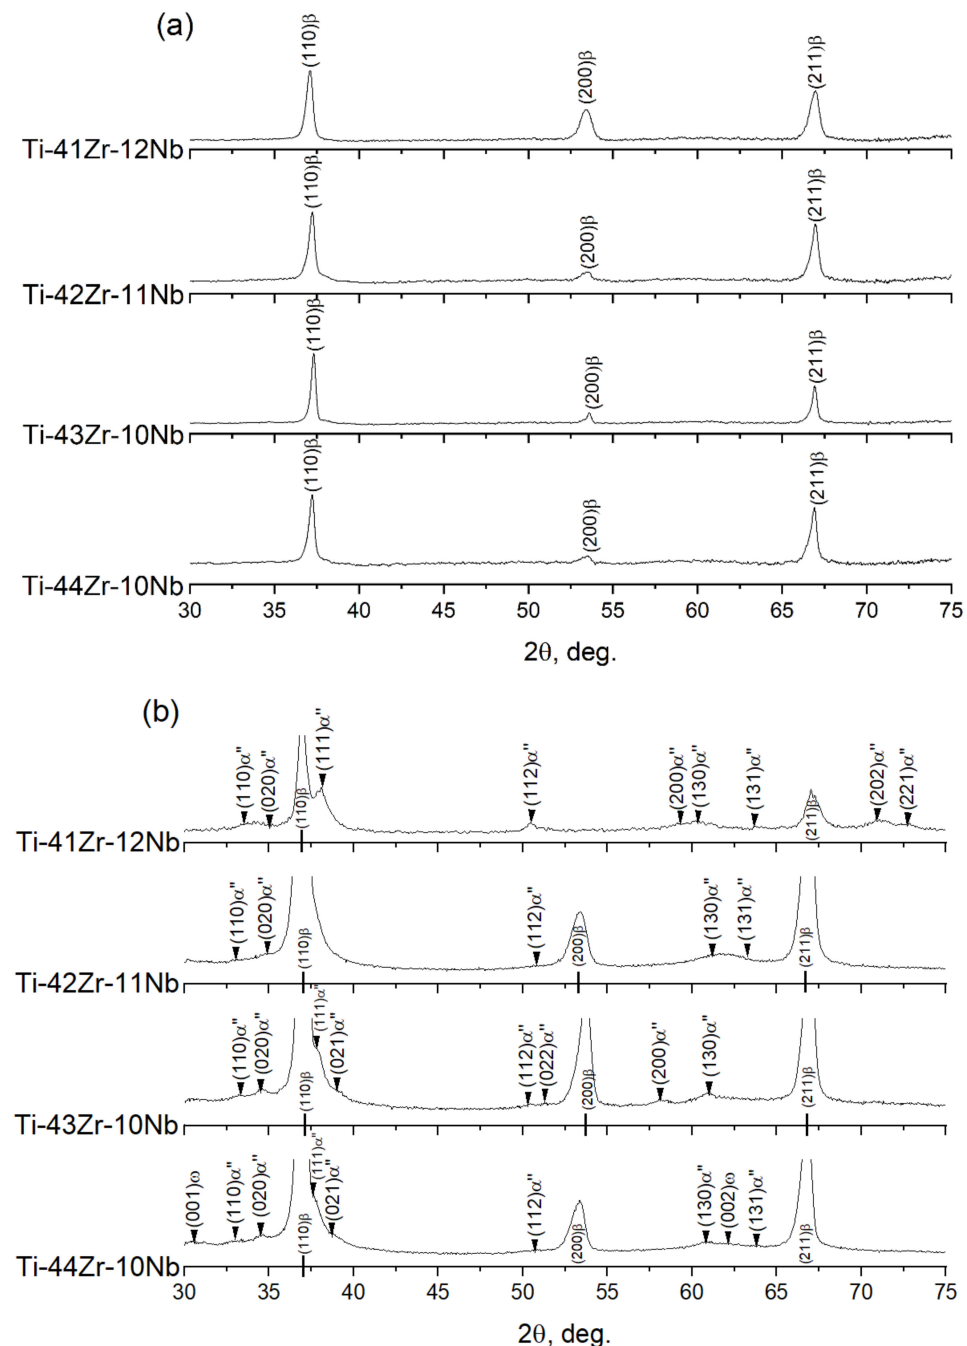 (a)
(110)β (200)β (211)β
Ti-41Zr-12Nb
(110)β (200)β (211)β
Ti-42Zr-11Nb
(110)β (200)β (211)β
Ti-43Zr-10Nb
(110)β (200)β (211)β
Ti-44Zr-10Nb
30 35 40 45 50 55 60 65 70 75
2θ, deg.
(b)
(110)α" (020)α" (110)β (111)α" (112)α" (200)α" (130)α" (131)α" (211)β (202)α" (221)α"
Ti-41Zr-12Nb
(110)α" (020)α" (110)β (112)α" (200)β (130)α" (131)α" (211)β
Ti-42Zr-11Nb
(110)α" (020)α" (110)β (111)α" (021)α" (112)α" (022)α" (200)β (200)α" (130)α" (211)β
Ti-43Zr-10Nb
(001)ω (110)α" (020)α" (110)β (111)α" (021)α" (112)α" (200)β (130)α" (002)ω (131)α" (211)β
Ti-44Zr-10Nb
30 35 40 45 50 55 60 65 70 75
2θ, deg.